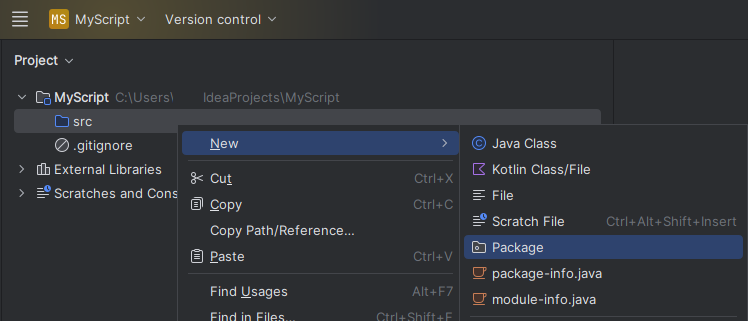 MS MyScript Version control
Project
MyScript C:\Users\ IdeaProjects\MyScript
src
.gitignore
External Libraries
Scratches and Cons
New
Cut Ctrl+X
Copy Ctrl+C
Copy Path/Reference...
Paste Ctrl+V
Find Usages Alt+F7
Find in Files... Ctrl+Shift+F
Java Class
Kotlin Class/File
File
Scratch File Ctrl+Alt+Shift+Insert
Package
package-info.java
module-info.java